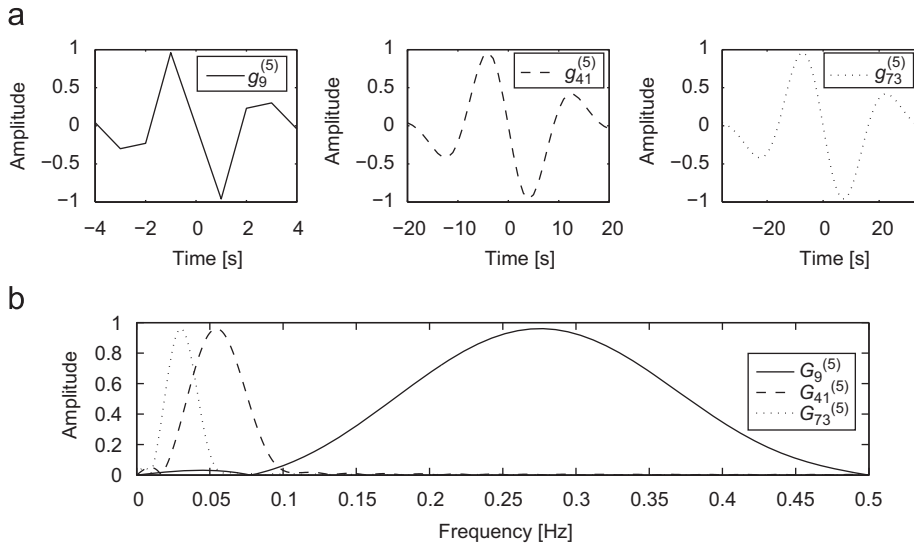 a
1
0.5
0
−0.5
−1
Amplitude
−4 −2 0 2 4
Time [s]
g9(5)
1
0.5
0
−0.5
−1
Amplitude
−20 −10 0 10 20
Time [s]
g41(5)
1
0.5
0
−0.5
−1
Amplitude
−20 0 20
Time [s]
g73(5)
b
1
0.8
0.6
0.4
0.2
0
Amplitude
0 0.05 0.1 0.15 0.2 0.25 0.3 0.35 0.4 0.45 0.5
Frequency [Hz]
G9(5)
G41(5)
G73(5)